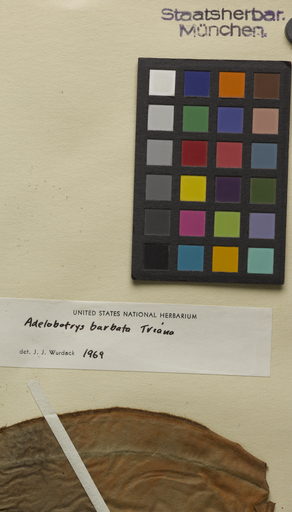 Staatsherbar.
München.
UNITED STATES NATIONAL HERBARIUM
Adelobotrys barbata Triana
det. J. J. Wurdack 1969